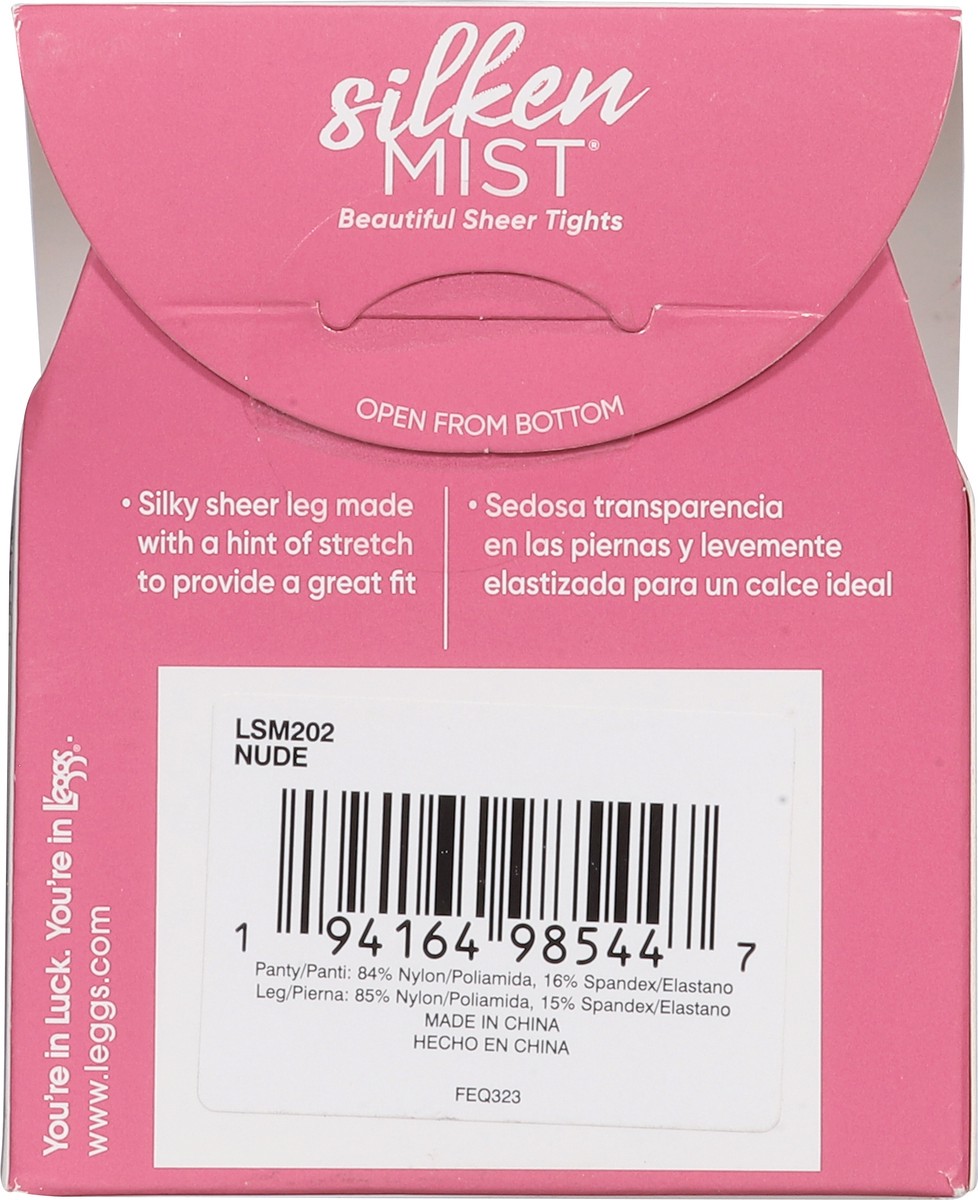 silken
MIST®
Beautiful Sheer Tights
OPEN FROM BOTTOM
• Silky sheer leg made
with a hint of stretch
to provide a great fit
• Sedosa transparencia
en las piernas y levemente
elastizada para un calce ideal
LSM202
NUDE
1 94164 98544 7
Panty/Panti: 84% Nylon/Poliamida, 16% Spandex/Elastano
Leg/Pierna: 85% Nylon/Poliamida, 15% Spandex/Elastano
MADE IN CHINA
HECHO EN CHINA
FEQ323
You're in Luck. You're in L'eggs®.
www.leggs.com